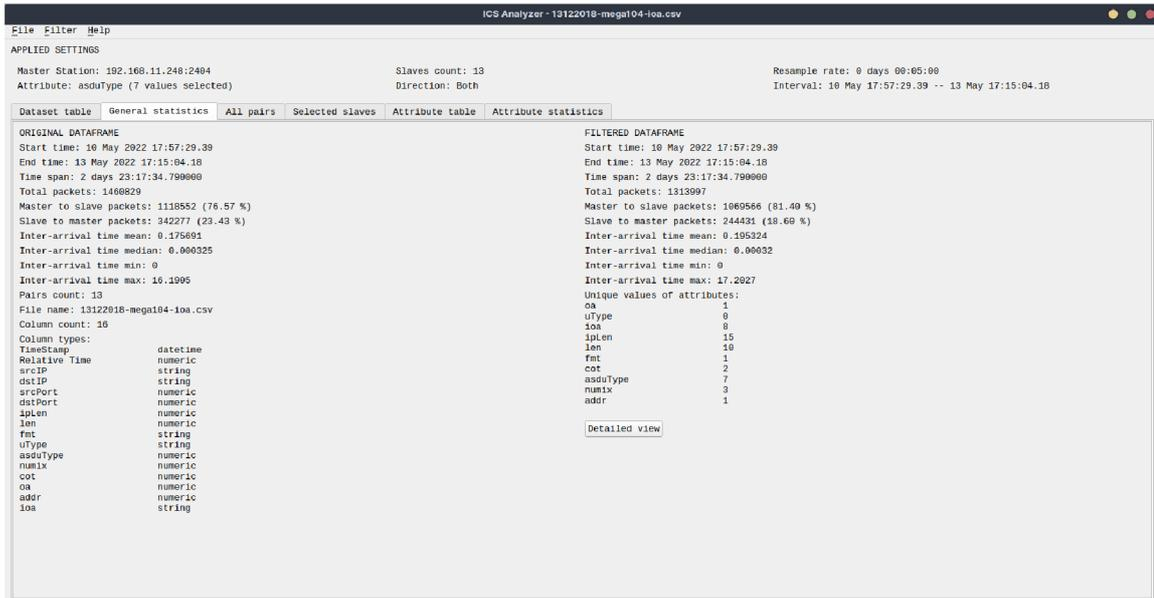 ICS Analyzer - 13122018-mega104-ioa.csv
File Filter Help
APPLIED SETTINGS
Master Station: 192.168.11.248:2404 Slaves count: 13 Resample rate: 0 days 00:05:00
Attribute: asduType (7 values selected) Direction: Both Interval: 10 May 17:57:29.39 -- 13 May 17:15:04.18
Dataset table General statistics All pairs Selected slaves Attribute table Attribute statistics
ORIGINAL DATAFRAME
Start time: 10 May 2022 17:57:29.39
End time: 13 May 2022 17:15:04.18
Time span: 2 days 23:17:34.790000
Total packets: 1460829
Master to slave packets: 1118552 (76.57 %)
Slave to master packets: 342277 (23.43 %)
Inter-arrival time mean: 0.175691
Inter-arrival time median: 0.000325
Inter-arrival time min: 0
Inter-arrival time max: 16.1995
Pairs count: 13
File name: 13122018-mega104-ioa.csv
Column count: 16
Column types:
TimeStamp datetime
Relative Time numeric
srcIP string
dstIP string
srcPort numeric
dstPort numeric
ipLen numeric
len numeric
fmt string
uType string
asduType numeric
numix numeric
cot numeric
oa numeric
addr numeric
ioa string
FILTERED DATAFRAME
Start time: 10 May 2022 17:57:29.39
End time: 13 May 2022 17:15:04.18
Time span: 2 days 23:17:34.790000
Total packets: 1313997
Master to slave packets: 1069566 (81.40 %)
Slave to master packets: 244431 (18.60 %)
Inter-arrival time mean: 0.195324
Inter-arrival time median: 0.00032
Inter-arrival time min: 0
Inter-arrival time max: 17.2027
Unique values of attributes:
oa 1
uType 0
ioa 8
ipLen 15
len 10
fmt 1
cot 2
asduType 7
numix 3
addr 1
Detailed view